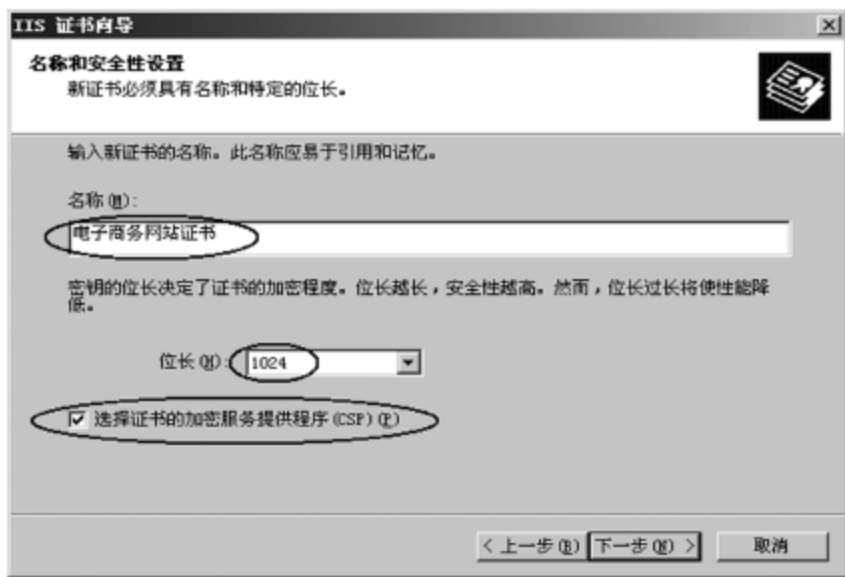 IIS 证书向导
名称和安全性设置
新证书必须具有名称和特定的位长。
输入新证书的名称。此名称应易于引用和记忆。
名称(M):
电子商务网站证书
密钥的位长决定了证书的加密程度。位长越长，安全性越高。然而，位长过长将使性能降
低。
位长(H): 1024
选择证书的加密服务提供程序(CSP)(P)
< 上一步(B) 下一步(N) > 取消